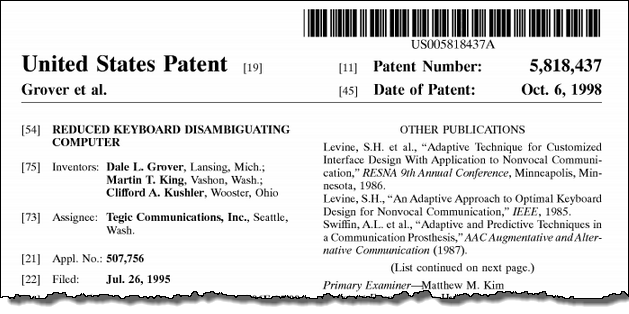 US005818437A
United States Patent [19]
Grover et al.
[11] Patent Number: 5,818,437
[45] Date of Patent: Oct. 6, 1998
[54] REDUCED KEYBOARD DISAMBIGUATING
COMPUTER
[75] Inventors: Dale L. Grover, Lansing, Mich.;
Martin T. King, Vashon, Wash.;
Clifford A. Kushler, Wooster, Ohio
[73] Assignee: Tegic Communications, Inc., Seattle,
Wash.
[21] Appl. No.: 507,756
[22] Filed: Jul. 26, 1995
OTHER PUBLICATIONS
Levine, S.H. et al., “Adaptive Technique for Customized
Interface Design With Application to Nonvocal Communi-
cation,” RESNA 9th Annual Conference, Minneapolis, Min-
nesota, 1986.
Levine, S.H., “An Adaptive Approach to Optimal Keyboard
Design for Nonvocal Communication,” IEEE, 1985.
Swiffin, A.L. et al., “Adaptive and Predictive Techniques in
a Communication Prosthesis,” AAC Augmentative and Alter-
native Communication (1987).
(List continued on next page.)
Primary Examiner—Matthew M. Kim